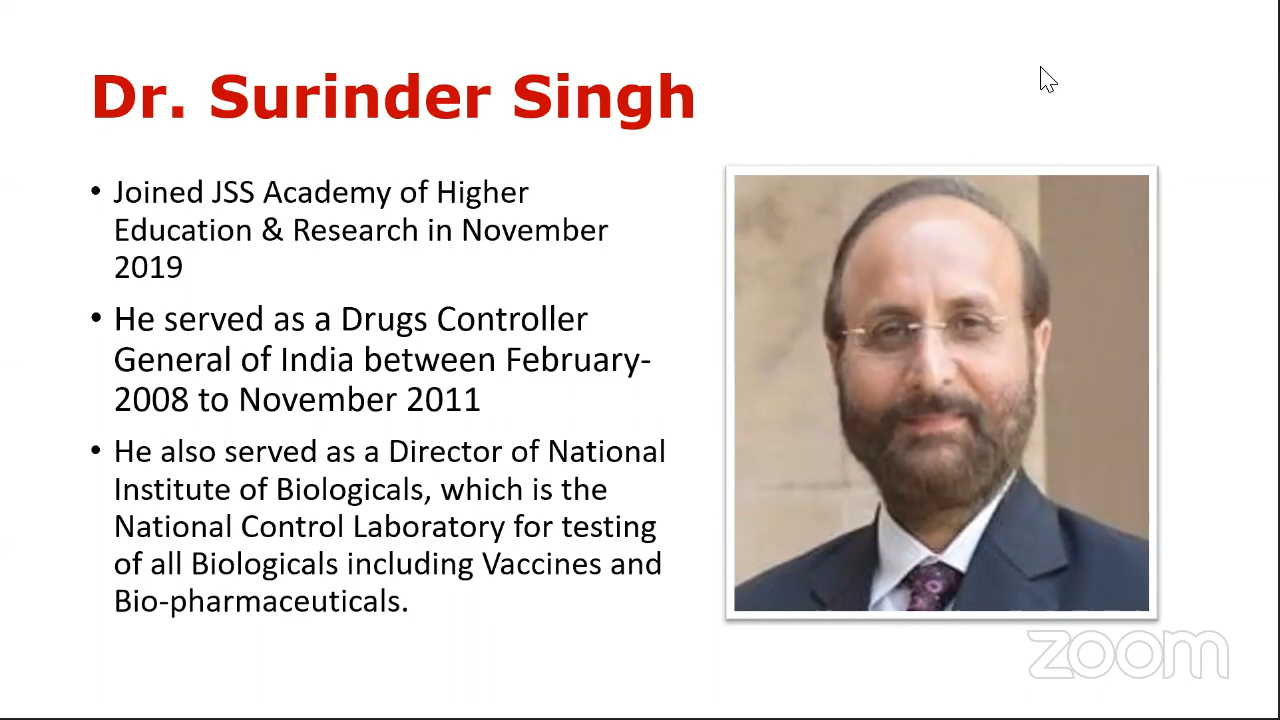 Dr. Surinder Singh
• Joined JSS Academy of Higher
Education & Research in November
2019
• He served as a Drugs Controller
General of India between February-
2008 to November 2011
• He also served as a Director of National
Institute of Biologicals, which is the
National Control Laboratory for testing
of all Biologicals including Vaccines and
Bio-pharmaceuticals.
zoom